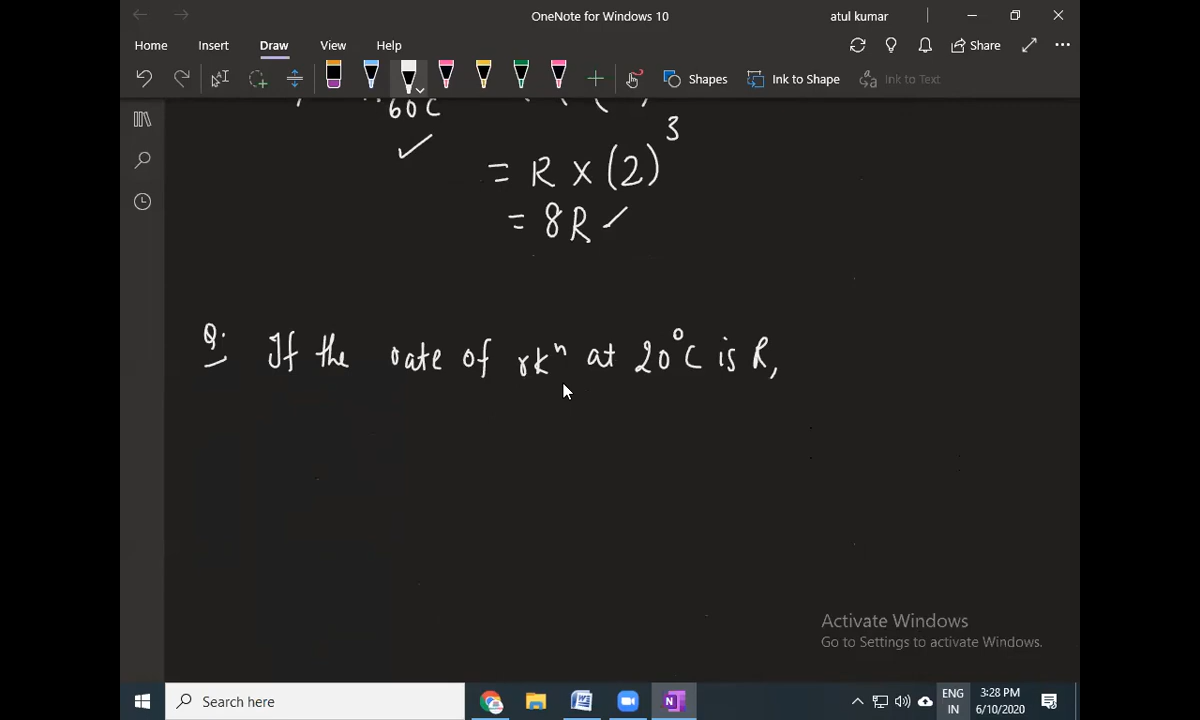 OneNote for Windows 10
atul kumar
Home Insert Draw View Help
Share
Shapes Ink to Shape Ink to Text
60°C
3
= R × (2)
= 8R ✓
Q. If the rate of rxⁿ at 20°C is R,
Activate Windows
Go to Settings to activate Windows.
Search here
ENG
IN
3:28 PM
6/10/2020